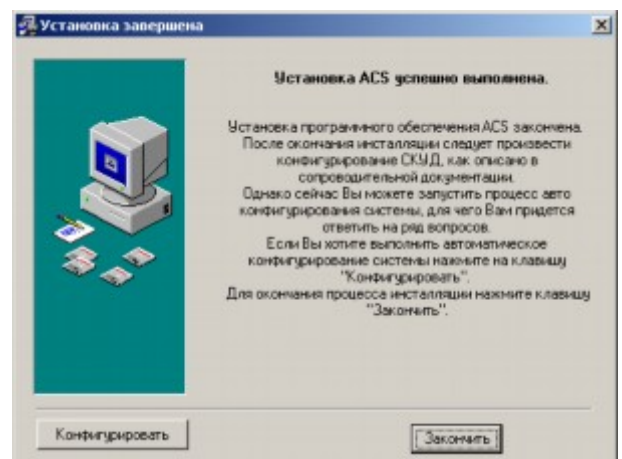 Установка завершена
Установка ACS успешно выполнена.
Установка программного обеспечения ACS закончена.
После окончания инсталляции следует произвести
конфигурирование СКУД, как описано в
сопроводительной документации.
Однако сейчас Вы можете запустить процесс авто
конфигурирования системы, для чего Вам придется
ответить на ряд вопросов.
Если Вы хотите выполнить автоматическое
конфигурирование системы нажмите на клавишу
"Конфигурировать".
Для окончания процесса инсталляции нажмите клавишу
"Закончить".
Конфигурировать
Закончить